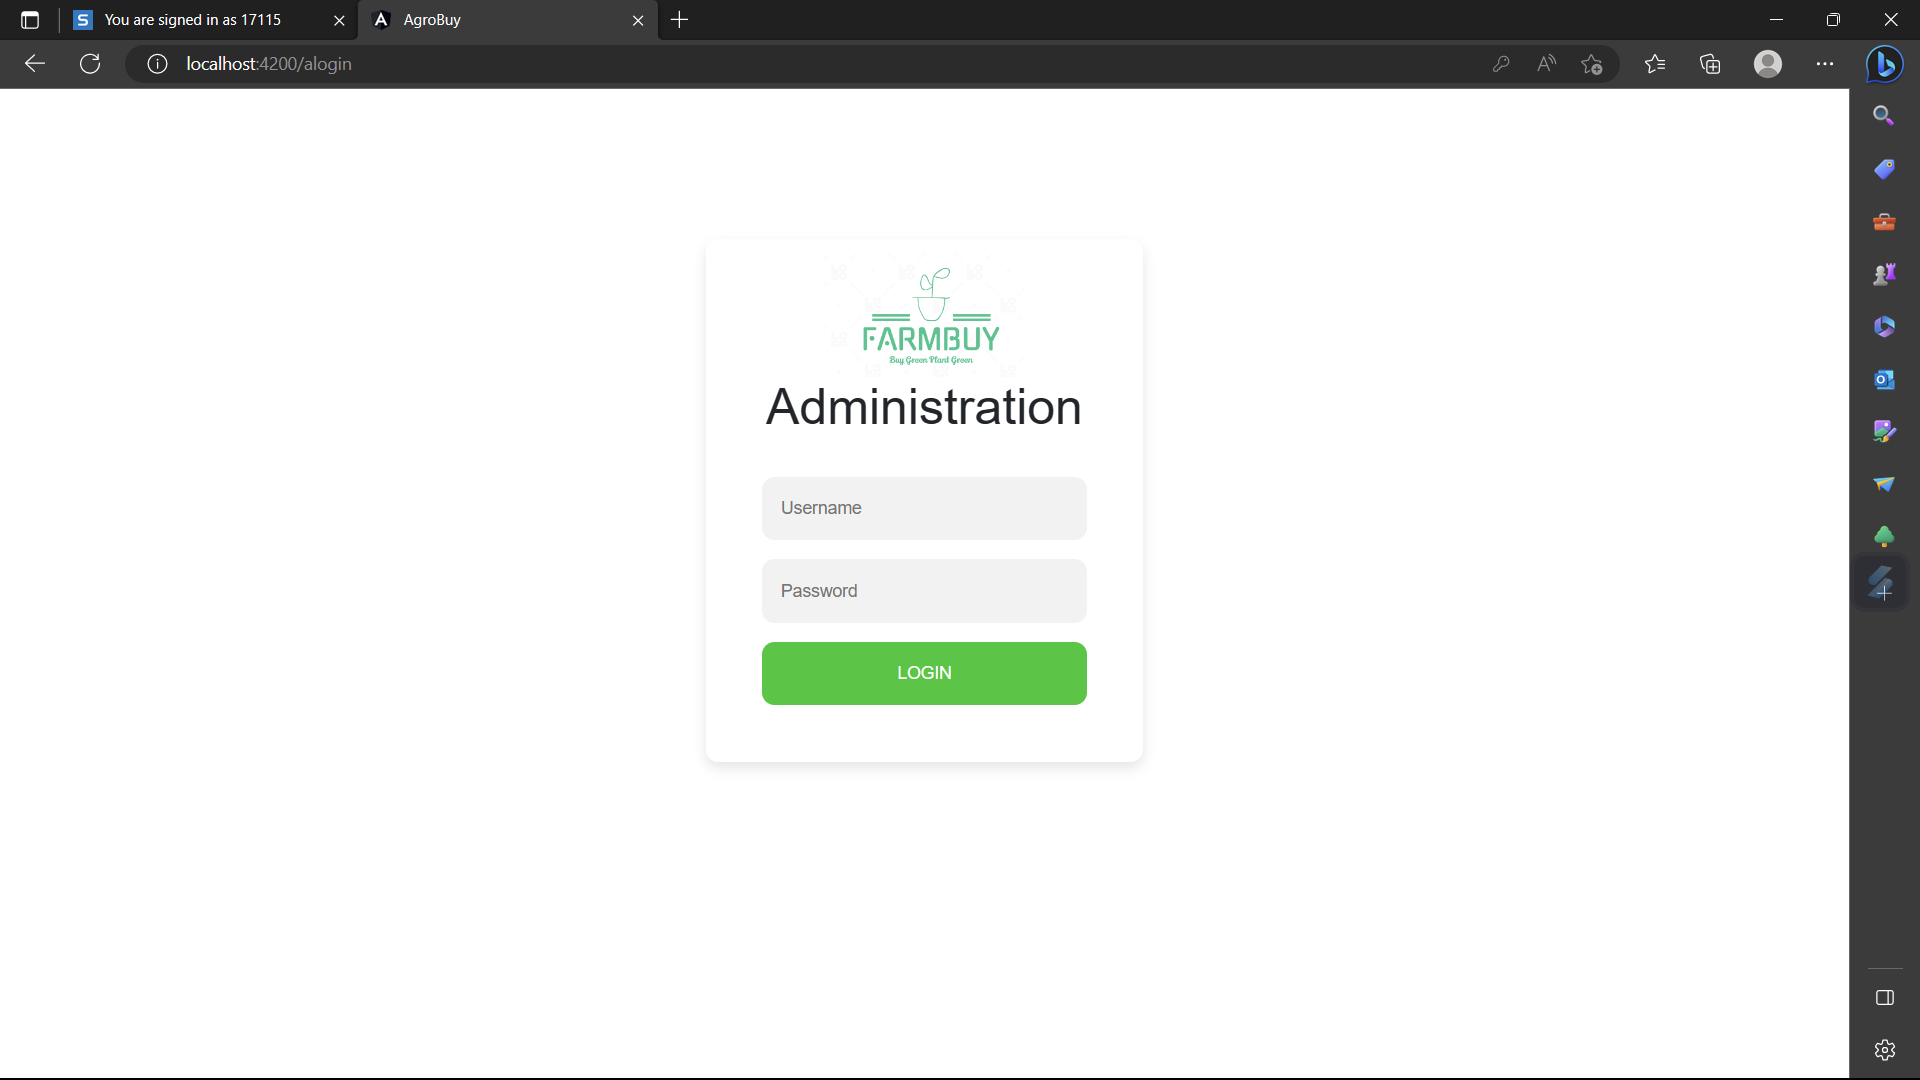 You are signed in as 17115
AgroBuy
localhost:4200/alogin
FARMBUY
Buy Green Plant Green
Administration
Username
Password
LOGIN